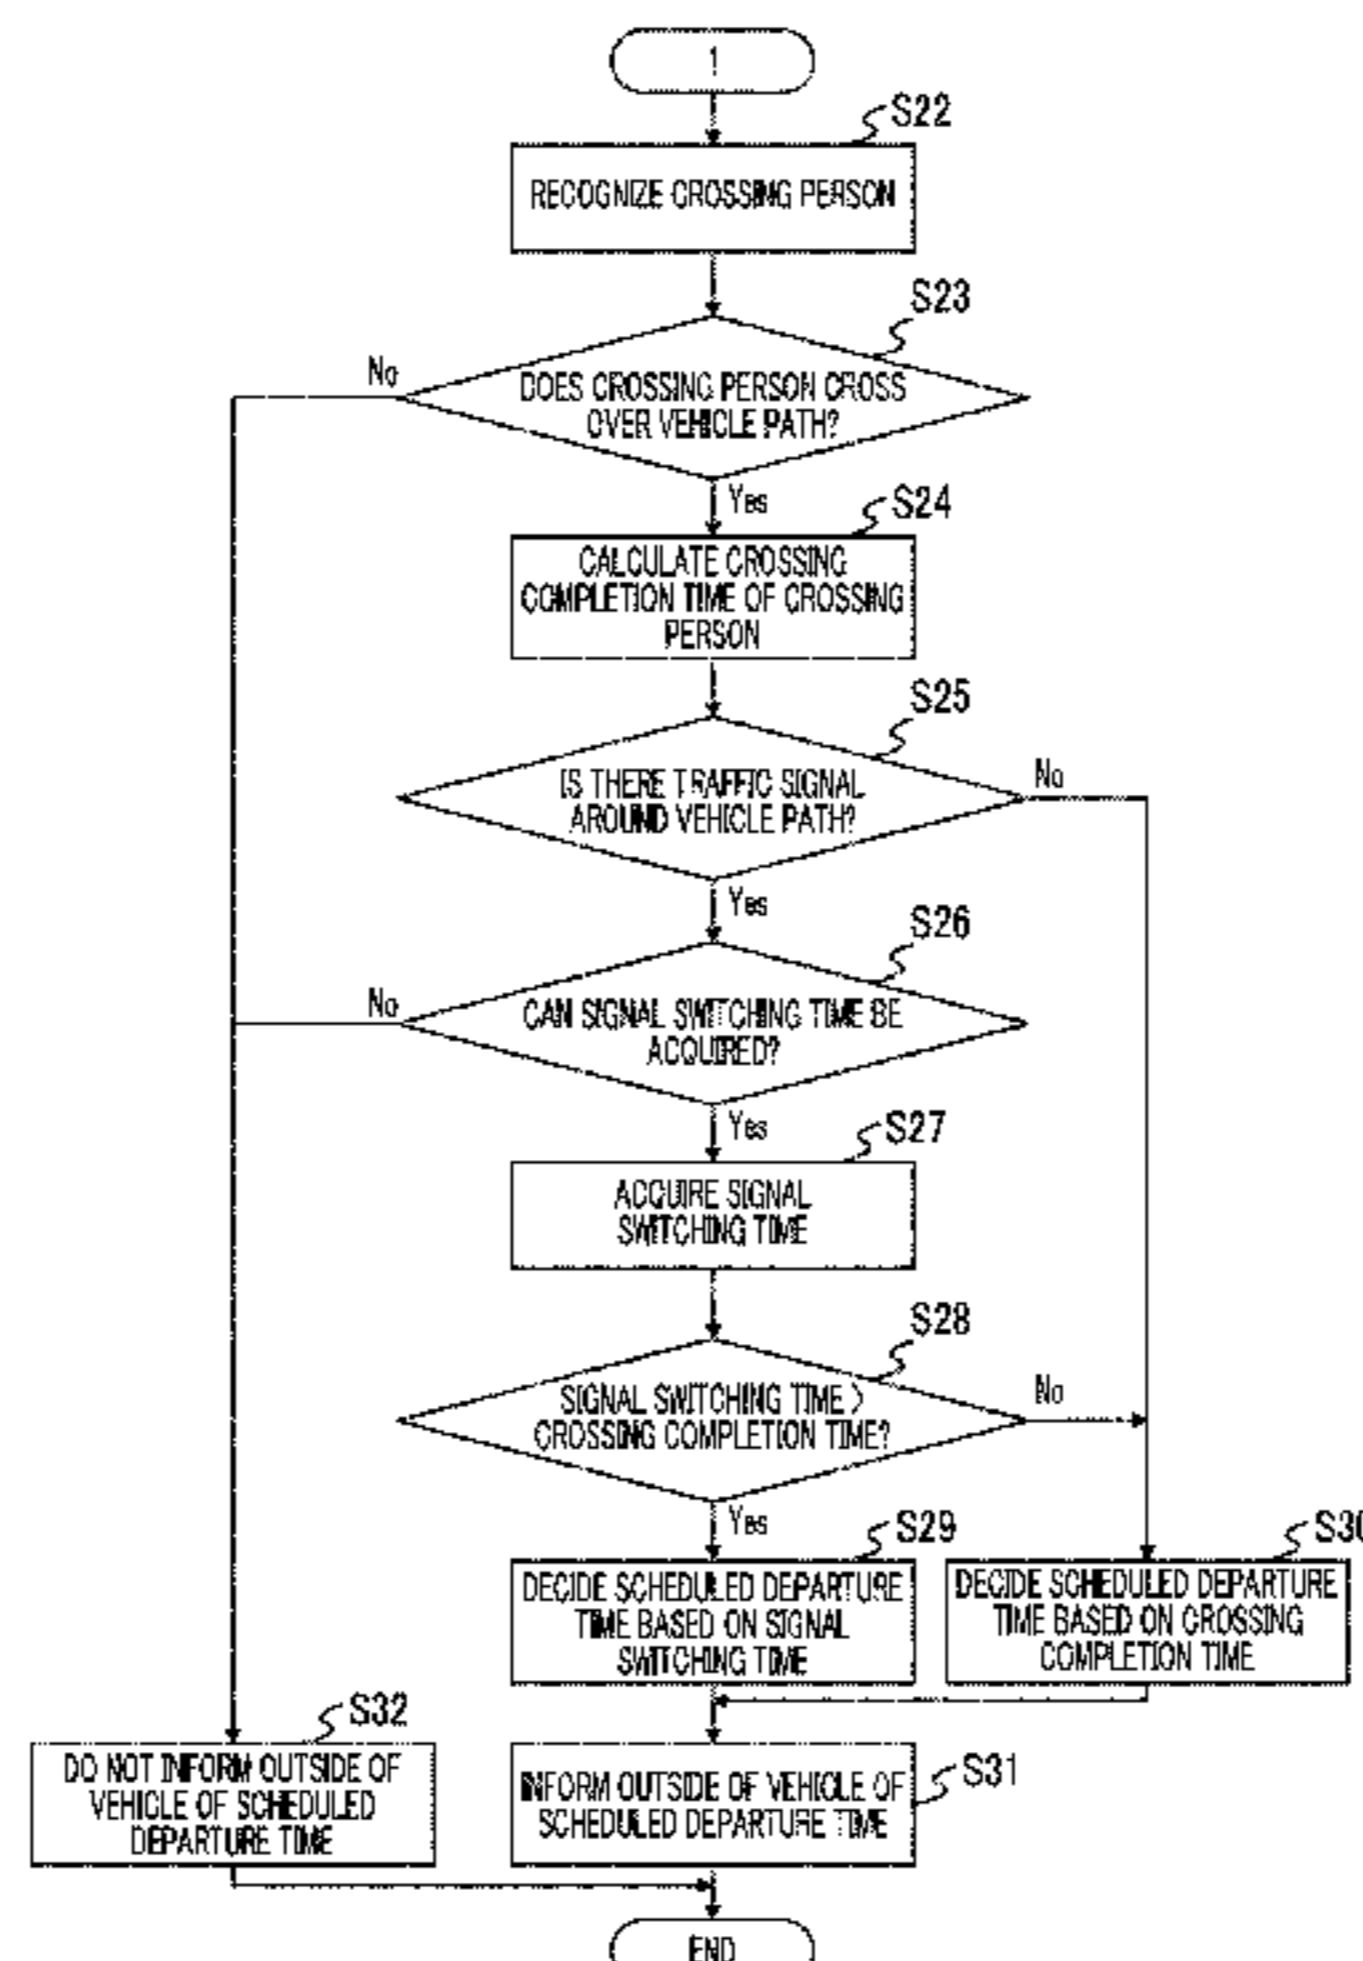 1
S22
RECOGNIZE CROSSING PERSON
S23
No
DOES CROSSING PERSON CROSS
OVER VEHICLE PATH?
Yes
S24
CALCULATE CROSSING
COMPLETION TIME OF CROSSING
PERSON
S25
IS THERE TRAFFIC SIGNAL
AROUND VEHICLE PATH?
No
Yes
S26
No
CAN SIGNAL SWITCHING TIME BE
ACQUIRED?
Yes
S27
ACQUIRE SIGNAL
SWITCHING TIME
S28
SIGNAL SWITCHING TIME >
CROSSING COMPLETION TIME?
No
Yes
S29
DECIDE SCHEDULED DEPARTURE
TIME BASED ON SIGNAL
SWITCHING TIME
S30
DECIDE SCHEDULED DEPARTURE
TIME BASED ON CROSSING
COMPLETION TIME
S32
DO NOT INFORM OUTSIDE OF
VEHICLE OF SCHEDULED
DEPARTURE TIME
S31
INFORM OUTSIDE OF VEHICLE OF
SCHEDULED DEPARTURE TIME
END